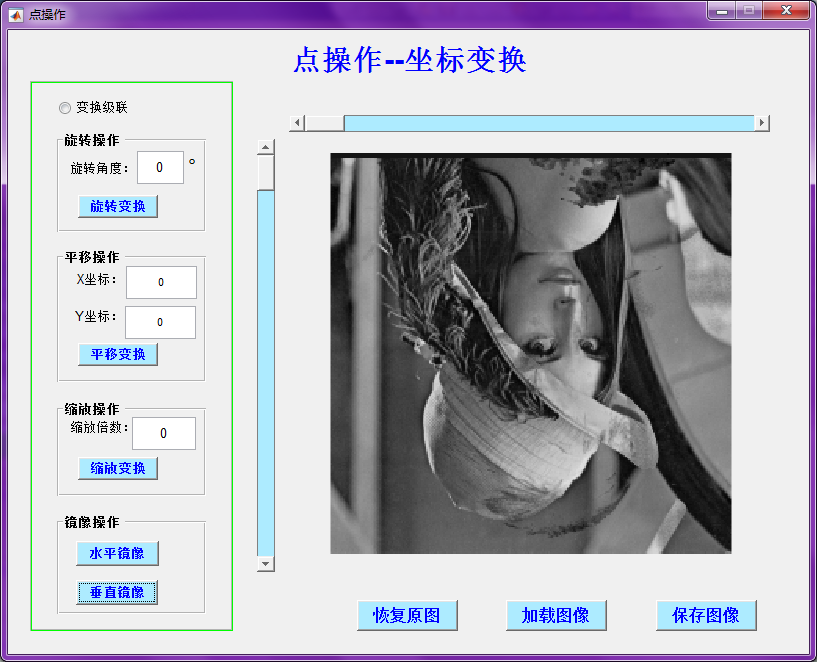 点操作
点操作--坐标变换
变换级联
旋转操作
旋转角度： 0 °
旋转变换
平移操作
X坐标： 0
Y坐标： 0
平移变换
缩放操作
缩放倍数： 0
缩放变换
镜像操作
水平镜像
垂直镜像
恢复原图
加载图像
保存图像